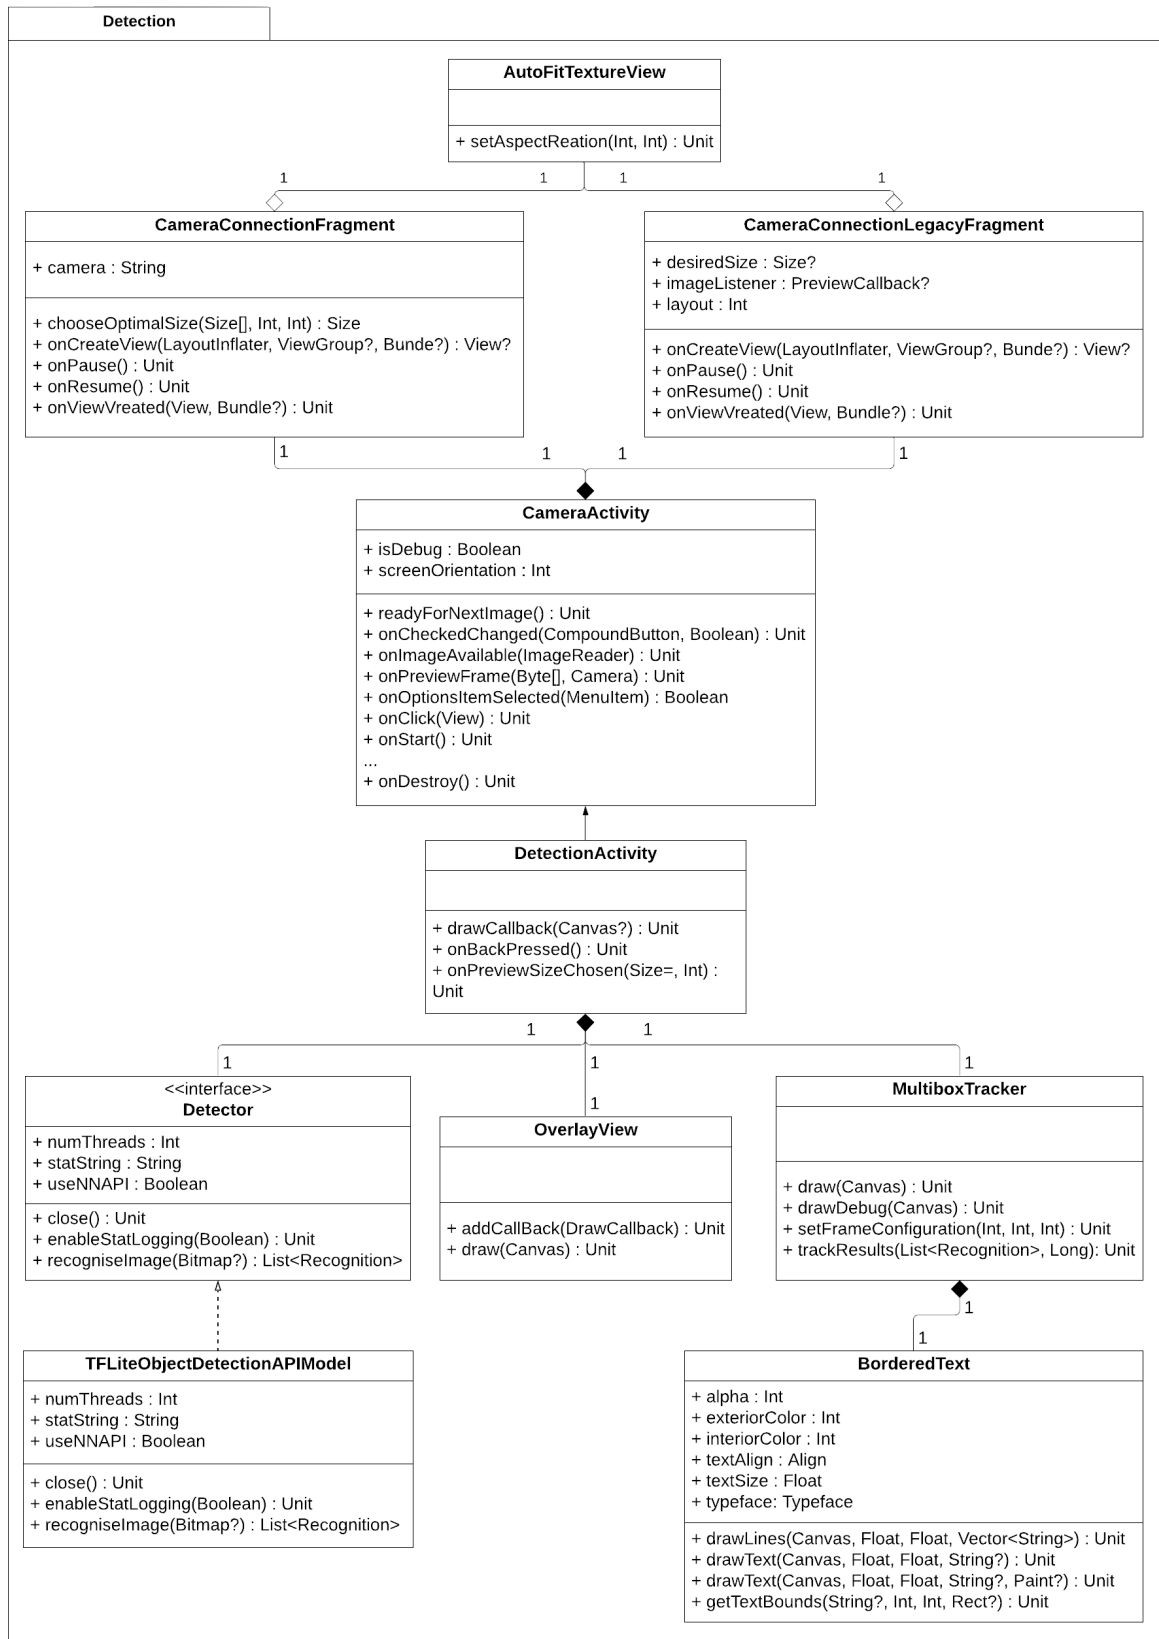 Detection
AutoFitTextureView
+ setAspectReation(Int, Int) : Unit
1
1
1
1
CameraConnectionFragment
+ camera : String
+ chooseOptimalSize(Size[], Int, Int) : Size
+ onCreateView(LayoutInflater, ViewGroup?, Bunde?) : View?
+ onPause() : Unit
+ onResume() : Unit
+ onViewVreated(View, Bundle?) : Unit
CameraConnectionLegacyFragment
+ desiredSize : Size?
+ imageListener : PreviewCallback?
+ layout : Int
+ onCreateView(LayoutInflater, ViewGroup?, Bunde?) : View?
+ onPause() : Unit
+ onResume() : Unit
+ onViewVreated(View, Bundle?) : Unit
1
1
1
1
CameraActivity
+ isDebug : Boolean
+ screenOrientation : Int
+ readyForNextImage() : Unit
+ onCheckedChanged(CompoundButton, Boolean) : Unit
+ onImageAvailable(ImageReader) : Unit
+ onPreviewFrame(Byte[], Camera) : Unit
+ onOptionsItemSelected(MenuItem) : Boolean
+ onClick(View) : Unit
+ onStart() : Unit
...
+ onDestroy() : Unit
DetectionActivity
+ drawCallback(Canvas?) : Unit
+ onBackPressed() : Unit
+ onPreviewSizeChosen(Size=, Int) :
Unit
1
1
1
1
1
1
<<interface>>
Detector
+ numThreads : Int
+ statString : String
+ useNNAPI : Boolean
+ close() : Unit
+ enableStatLogging(Boolean) : Unit
+ recogniseImage(Bitmap?) : List<Recognition>
OverlayView
+ addCallBack(DrawCallback) : Unit
+ draw(Canvas) : Unit
MultiboxTracker
+ draw(Canvas) : Unit
+ drawDebug(Canvas) : Unit
+ setFrameConfiguration(Int, Int, Int) : Unit
+ trackResults(List<Recognition>, Long): Unit
1
1
TFLiteObjectDetectionAPIModel
+ numThreads : Int
+ statString : String
+ useNNAPI : Boolean
+ close() : Unit
+ enableStatLogging(Boolean) : Unit
+ recogniseImage(Bitmap?) : List<Recognition>
BorderedText
+ alpha : Int
+ exteriorColor : Int
+ interiorColor : Int
+ textAlign : Align
+ textSize : Float
+ typeface: Typeface
+ drawLines(Canvas, Float, Float, Vector<String>) : Unit
+ drawText(Canvas, Float, Float, String?) : Unit
+ drawText(Canvas, Float, Float, String?, Paint?) : Unit
+ getTextBounds(String?, Int, Int, Rect?) : Unit